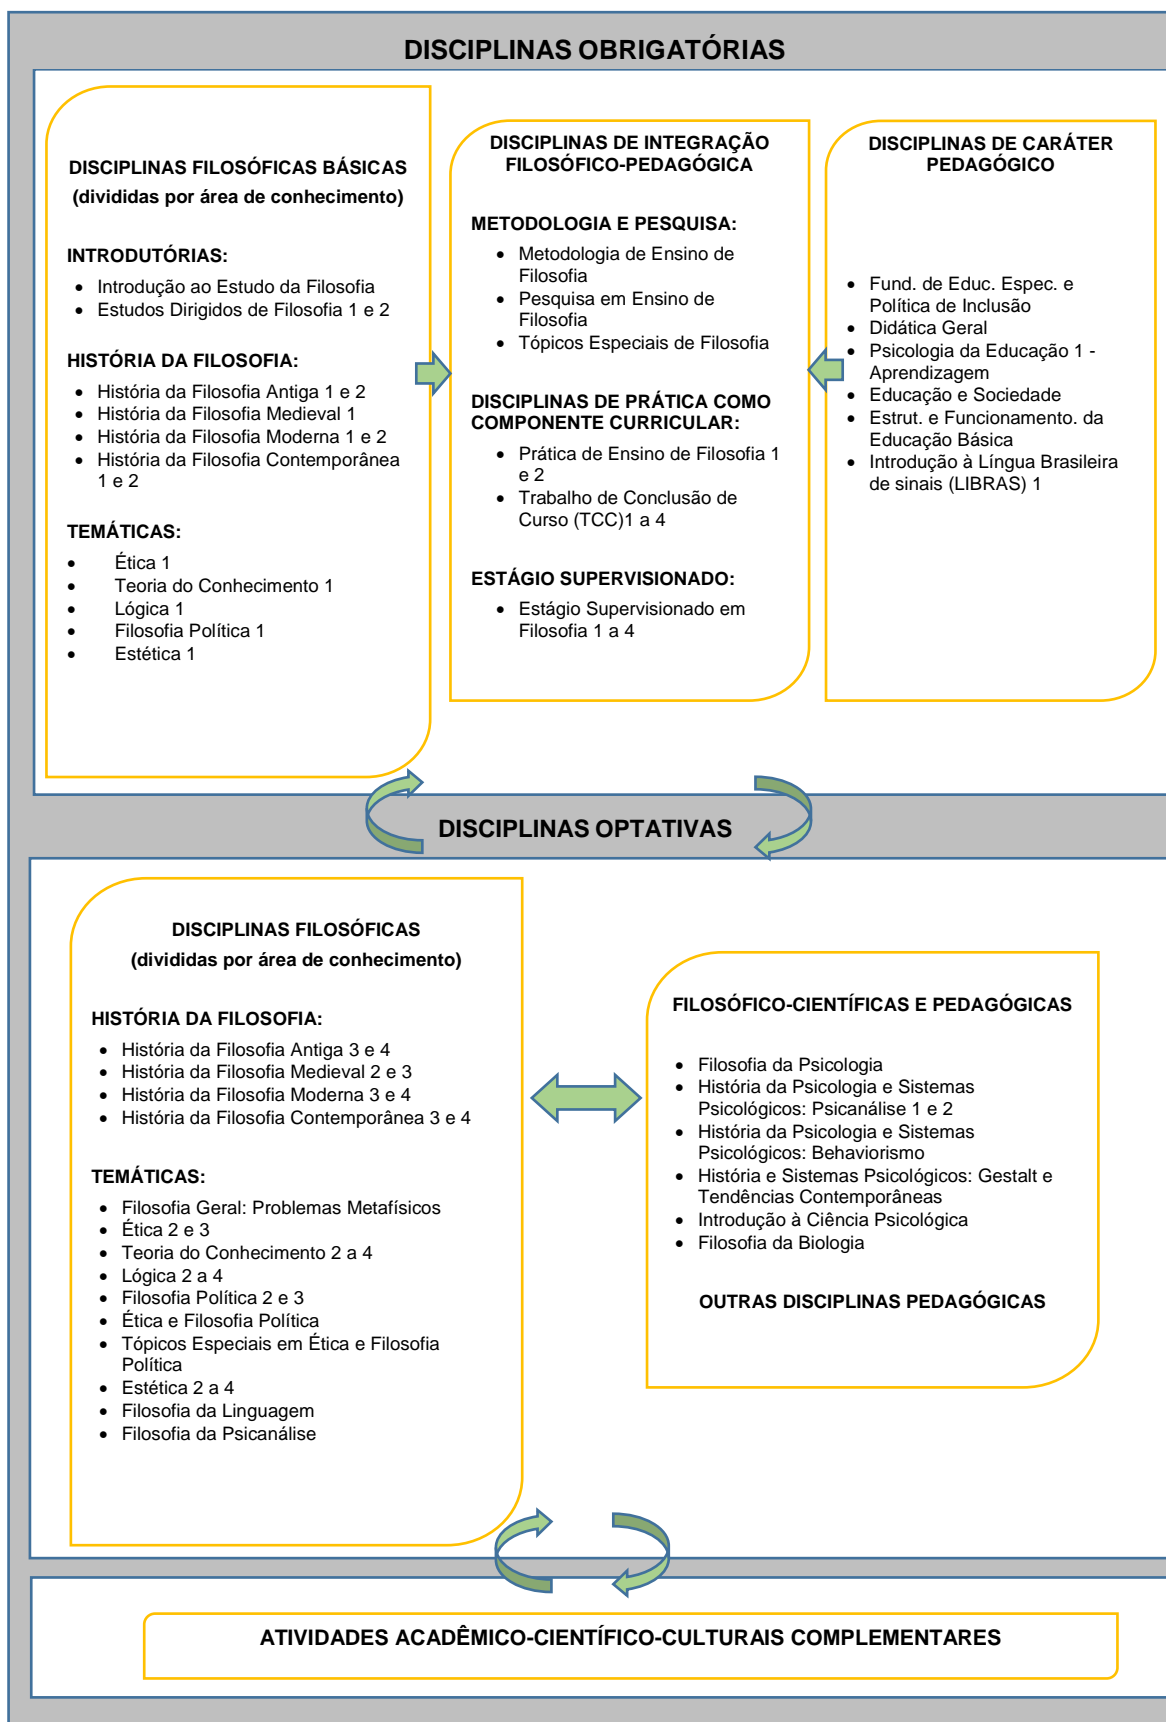 DISCIPLINAS OBRIGATÓRIAS
DISCIPLINAS FILOSÓFICAS BÁSICAS
(divididas por área de conhecimento)
INTRODUTÓRIAS:
• Introdução ao Estudo da Filosofia
• Estudos Dirigidos de Filosofia 1 e 2
HISTÓRIA DA FILOSOFIA:
• História da Filosofia Antiga 1 e 2
• História da Filosofia Medieval 1
• História da Filosofia Moderna 1 e 2
• História da Filosofia Contemporânea
1 e 2
TEMÁTICAS:
• Ética 1
• Teoria do Conhecimento 1
• Lógica 1
• Filosofia Política 1
• Estética 1
DISCIPLINAS DE INTEGRAÇÃO
FILOSÓFICO-PEDAGÓGICA
METODOLOGIA E PESQUISA:
• Metodologia de Ensino de
Filosofia
• Pesquisa em Ensino de
Filosofia
• Tópicos Especiais de Filosofia
DISCIPLINAS DE PRÁTICA COMO
COMPONENTE CURRICULAR:
• Prática de Ensino de Filosofia 1
e 2
• Trabalho de Conclusão de
Curso (TCC)1 a 4
ESTÁGIO SUPERVISIONADO:
• Estágio Supervisionado em
Filosofia 1 a 4
DISCIPLINAS DE CARÁTER
PEDAGÓGICO
• Fund. de Educ. Espec. e
Política de Inclusão
• Didática Geral
• Psicologia da Educação 1 -
Aprendizagem
• Educação e Sociedade
• Estrut. e Funcionamento. da
Educação Básica
• Introdução à Língua Brasileira
de sinais (LIBRAS) 1
DISCIPLINAS OPTATIVAS
DISCIPLINAS FILOSÓFICAS
(divididas por área de conhecimento)
HISTÓRIA DA FILOSOFIA:
• História da Filosofia Antiga 3 e 4
• História da Filosofia Medieval 2 e 3
• História da Filosofia Moderna 3 e 4
• História da Filosofia Contemporânea 3 e 4
TEMÁTICAS:
• Filosofia Geral: Problemas Metafísicos
• Ética 2 e 3
• Teoria do Conhecimento 2 a 4
• Lógica 2 a 4
• Filosofia Política 2 e 3
• Ética e Filosofia Política
• Tópicos Especiais em Ética e Filosofia
Política
• Estética 2 a 4
• Filosofia da Linguagem
• Filosofia da Psicanálise
FILOSÓFICO-CIENTÍFICAS E PEDAGÓGICAS
• Filosofia da Psicologia
• História da Psicologia e Sistemas
Psicológicos: Psicanálise 1 e 2
• História da Psicologia e Sistemas
Psicológicos: Behaviorismo
• História e Sistemas Psicológicos: Gestalt e
Tendências Contemporâneas
• Introdução à Ciência Psicológica
• Filosofia da Biologia
OUTRAS DISCIPLINAS PEDAGÓGICAS
ATIVIDADES ACADÊMICO-CIENTÍFICO-CULTURAIS COMPLEMENTARES